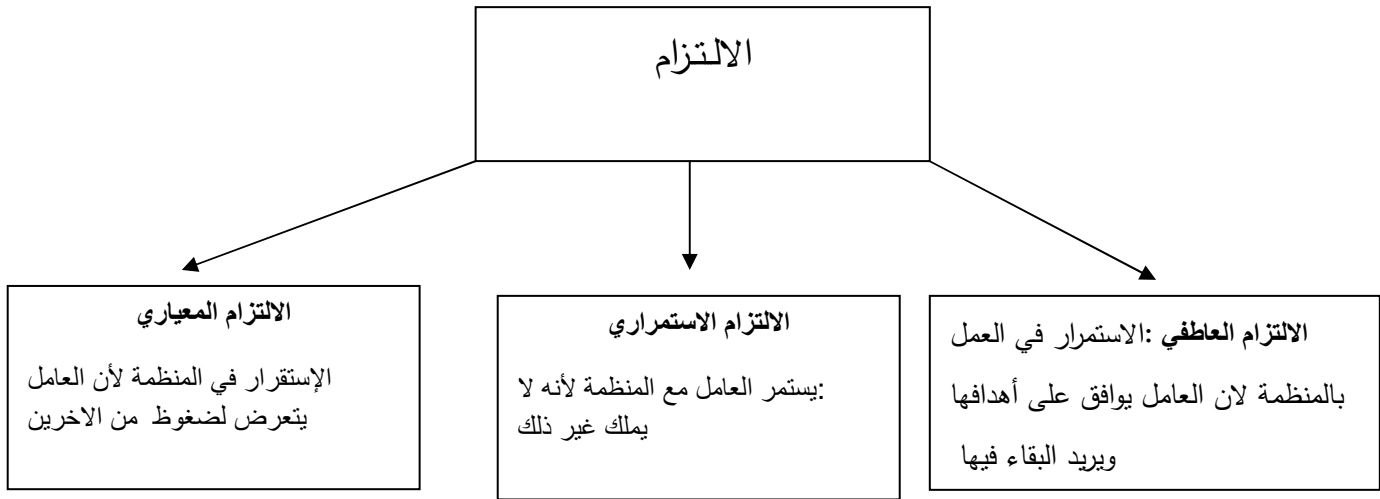 الالتزام
الالتزام العاطفي :الاستمرار في العمل
بالمنظمة لان العامل يوافق على أهدافها
ويريد البقاء فيها
الالتزام الاستمراري
:يستمر العامل مع المنظمة لأنه لا
يملك غير ذلك
الالتزام المعياري
الإستقرار في المنظمة لأن العامل
يتعرض لضغوظ من الاخرين